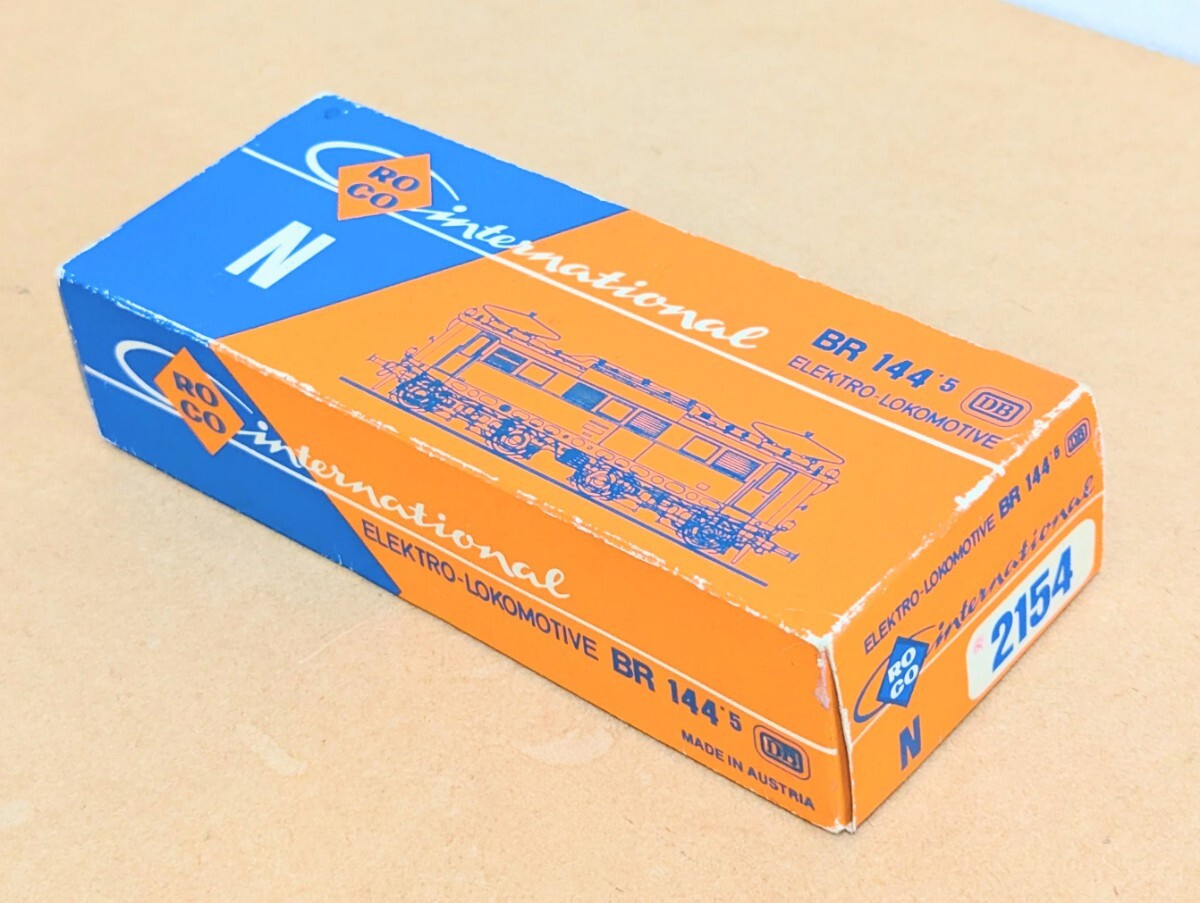 RO
CO
international
N
BR 144·5
DB
ELEKTRO-LOKOMOTIVE
RO
CO
international
ELEKTRO-LOKOMOTIVE BR 144·5
DB
MADE IN AUSTRIA
ELEKTRO-LOKOMOTIVE BR 144·5
DB
RO
CO
international
N
2154